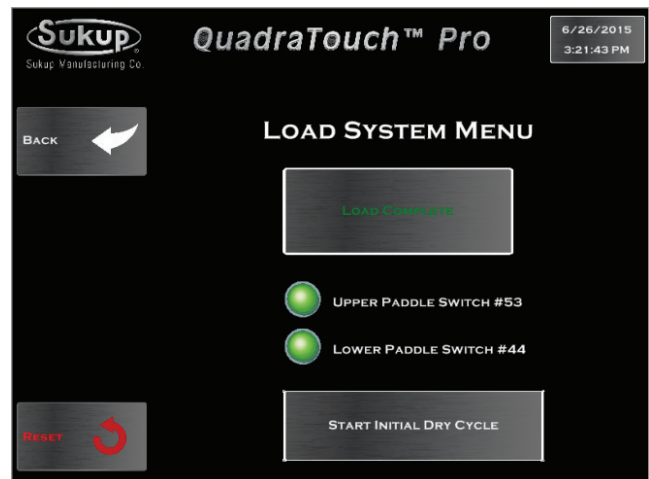 Sukup
Sukup Manufacturing Co.
QuadraTouch™ Pro
6/26/2015
3:21:43 PM
BACK
LOAD SYSTEM MENU
LOAD COMPLETE
UPPER PADDLE SWITCH #53
LOWER PADDLE SWITCH #44
START INITIAL DRY CYCLE
RESET